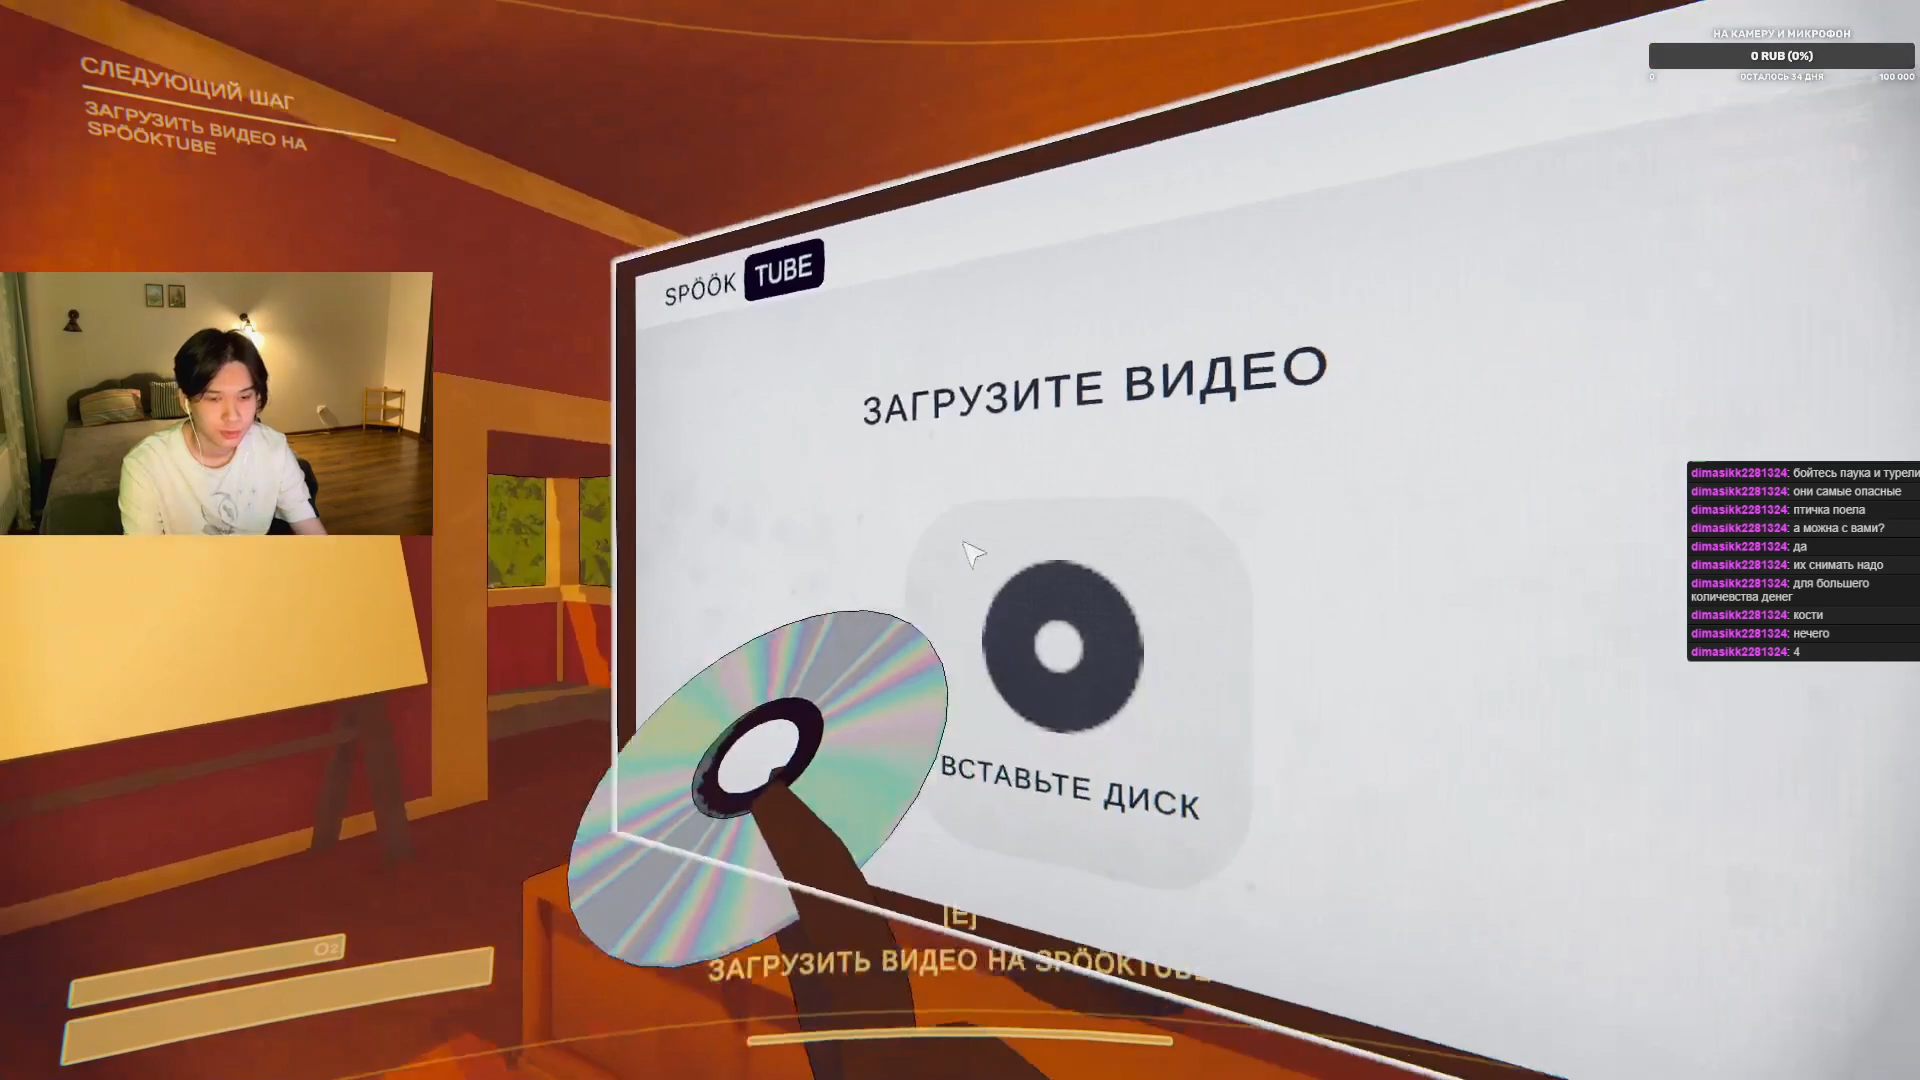 СЛЕДУЮЩИЙ ШАГ
ЗАГРУЗИТЬ ВИДЕО НА
SPÖÖKTUBE
НА КАМЕРУ И МИКРОФОН
0 RUB (0%)
0 ОСТАЛОСЬ 34 ДНЯ 100 000
SPÖÖK TUBE
ЗАГРУЗИТЕ ВИДЕО
ВСТАВЬТЕ ДИСК
[E]
ЗАГРУЗИТЬ ВИДЕО НА SPÖÖKTUBE
O2
dimasikk2281324: бойтесь паука и турели
dimasikk2281324: они самые опасные
dimasikk2281324: птичка поела
dimasikk2281324: а можна с вами?
dimasikk2281324: да
dimasikk2281324: их снимать надо
dimasikk2281324: для большего
количевства денег
dimasikk2281324: кости
dimasikk2281324: нечего
dimasikk2281324: 4